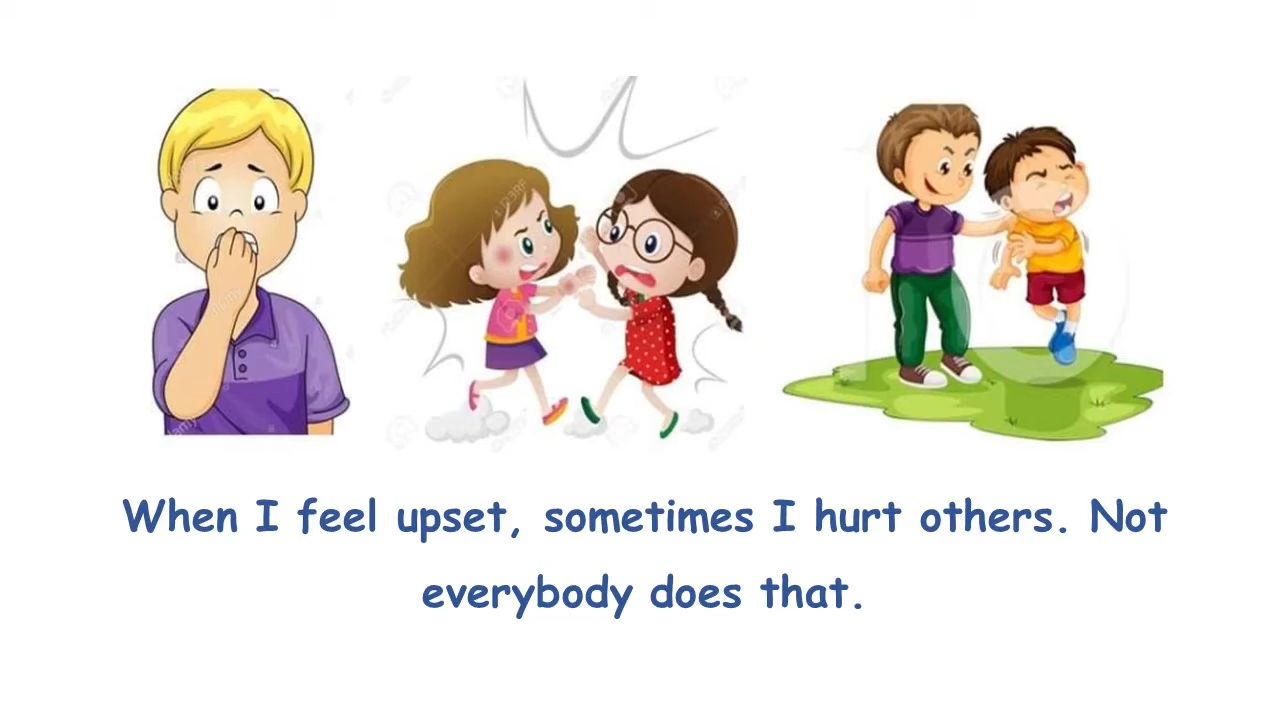 When I feel upset, sometimes I hurt others. Not
everybody does that.